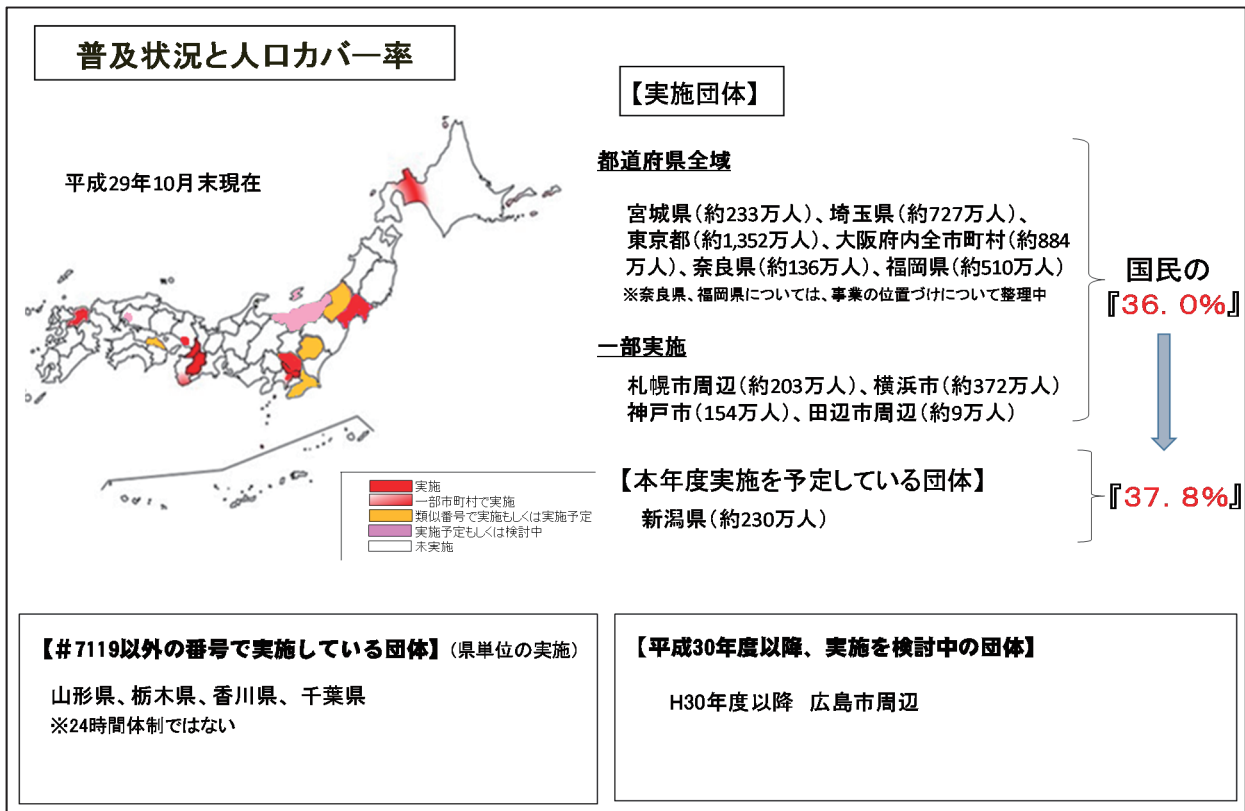 普及状況と人口カバー率
平成29年10月末現在
実施
一部市町村で実施
類似番号で実施もしくは実施予定
実施予定もしくは検討中
未実施
【実施団体】
都道府県全域
宮城県(約233万人)、埼玉県(約727万人)、
東京都(約1,352万人)、大阪府内全市町村(約884
万人)、奈良県(約136万人)、福岡県(約510万人)
※奈良県、福岡県については、事業の位置づけについて整理中
一部実施
札幌市周辺(約203万人)、横浜市(約372万人)
神戸市(154万人)、田辺市周辺(約9万人)
国民の
『36.0%』
【本年度実施を予定している団体】
新潟県(約230万人)
『37.8%』
【#7119以外の番号で実施している団体】(県単位の実施)
山形県、栃木県、香川県、千葉県
※24時間体制ではない
【平成30年度以降、実施を検討中の団体】
H30年度以降 広島市周辺